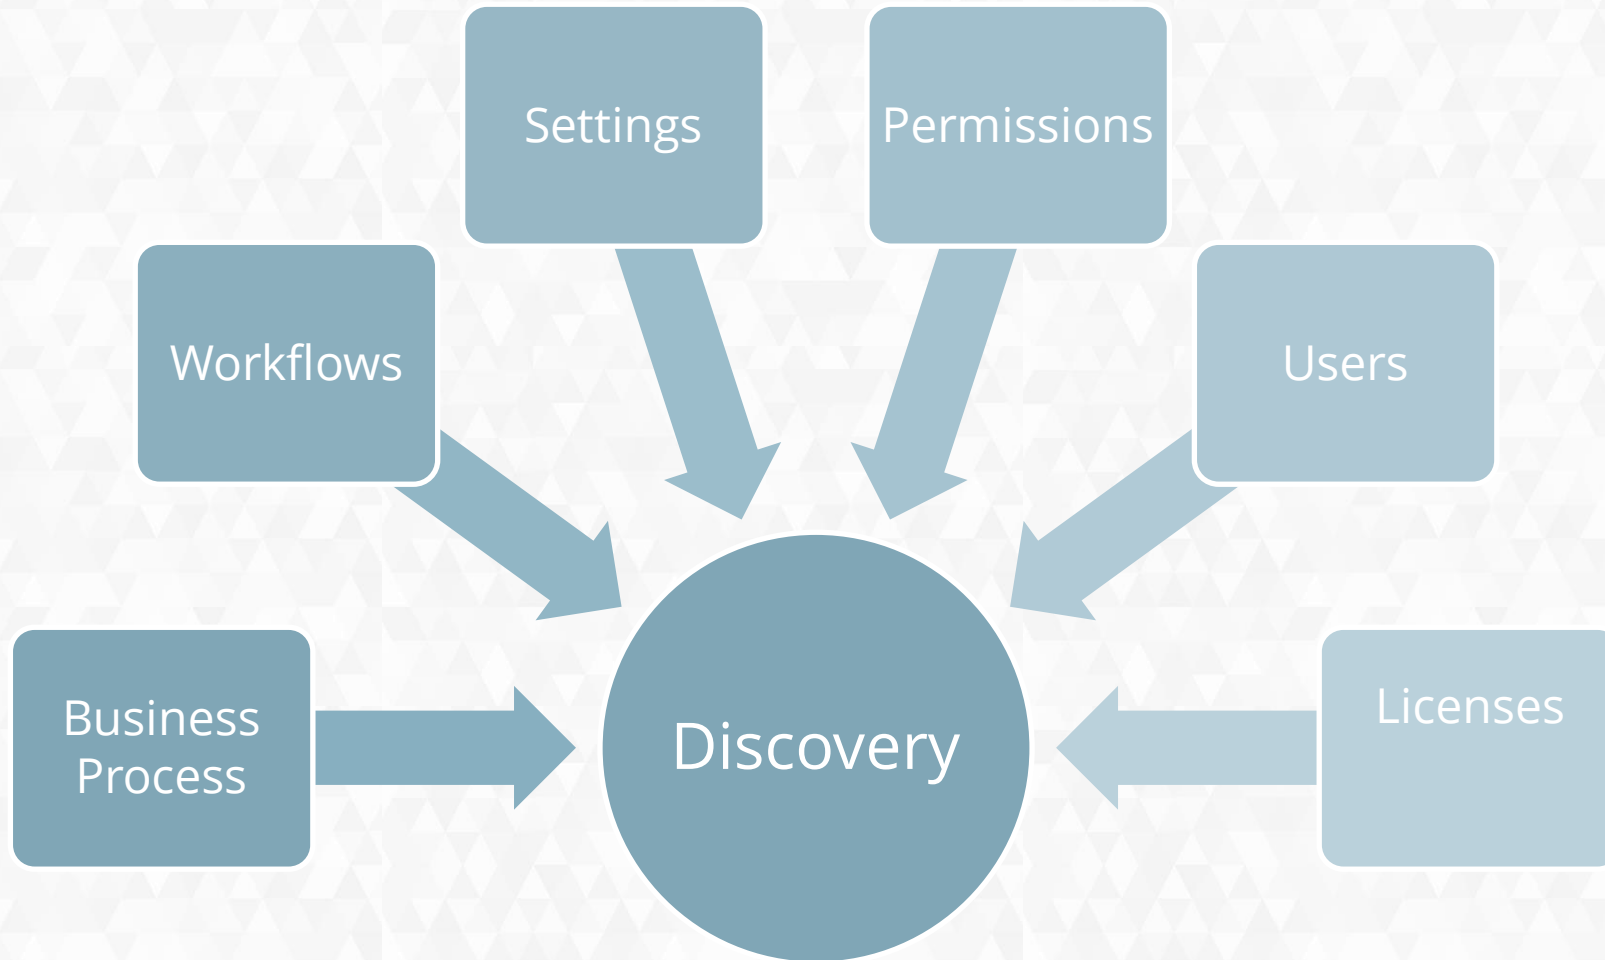 Settings
Permissions
Workflows
Users
Business
Process
Discovery
Licenses